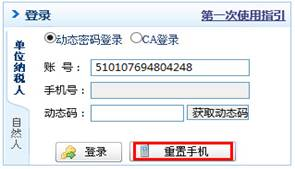 登录 第一次使用指引
单位纳税人
自然人
动态密码登录 CA登录
账 号： 510107694804248
手机号：
动态码： 获取动态码
登录 重置手机